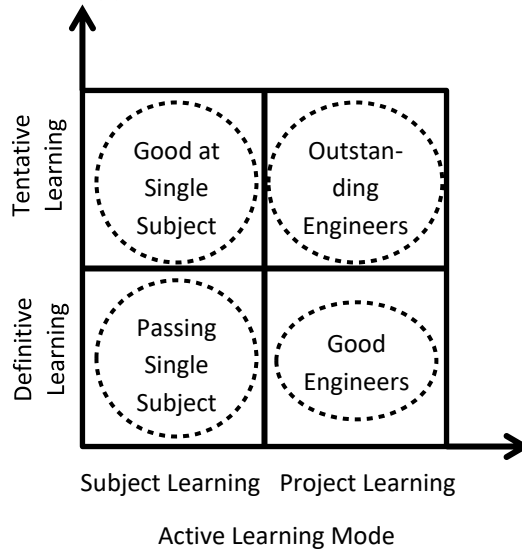 Tentative
Learning
Good at
Single
Subject
Outstan-
ding
Engineers
Definitive
Learning
Passing
Single
Subject
Good
Engineers
Subject Learning
Project Learning
Active Learning Mode